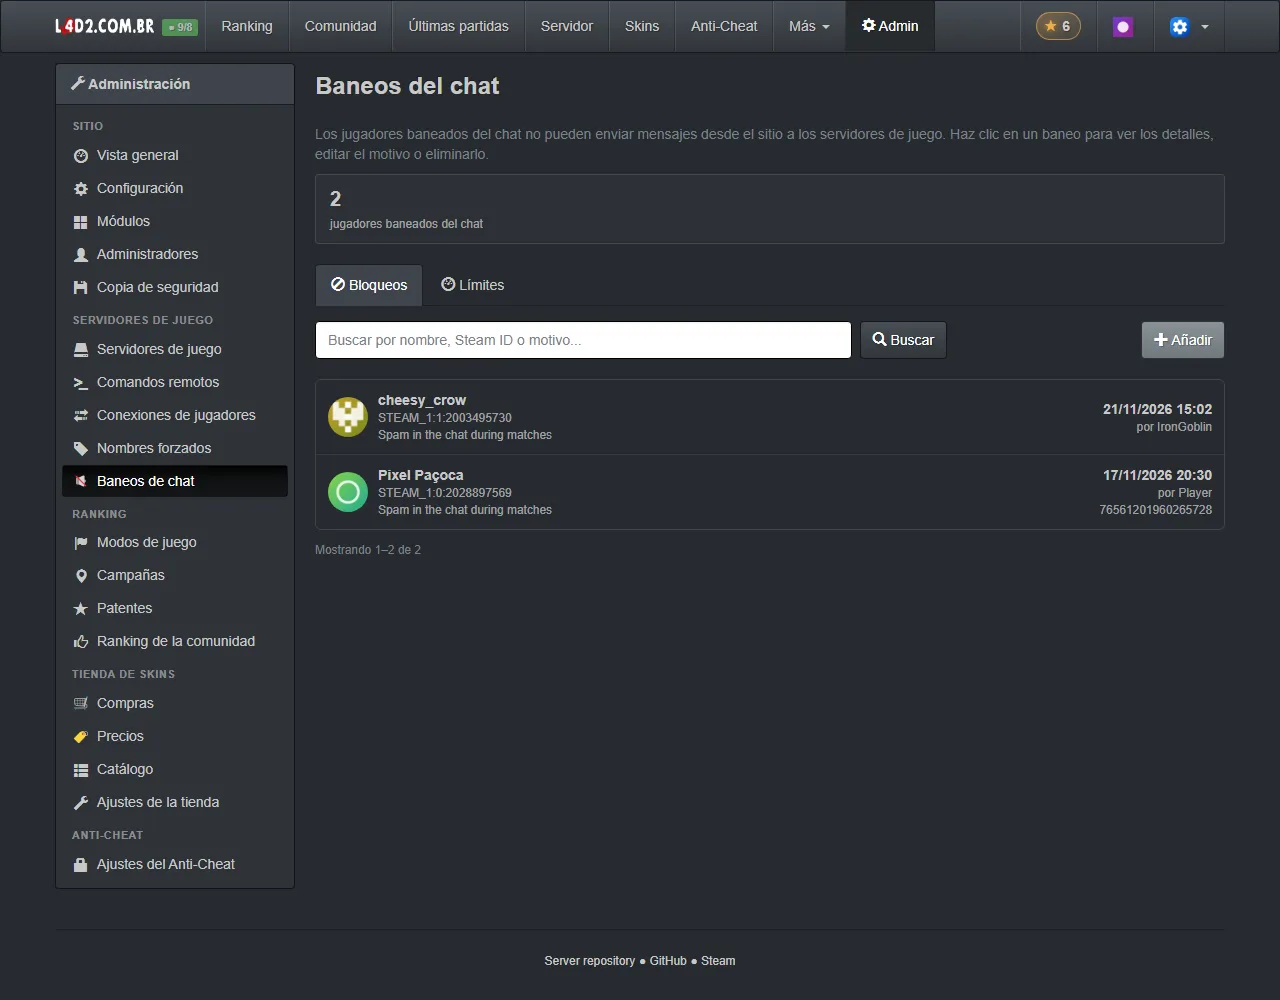 L4D2.COM.BR
9/8
Ranking
Comunidad
Últimas partidas
Servidor
Skins
Anti-Cheat
Más
Admin
6
Administración
SITIO
Vista general
Configuración
Módulos
Administradores
Copia de seguridad
SERVIDORES DE JUEGO
Servidores de juego
Comandos remotos
Conexiones de jugadores
Nombres forzados
Baneos de chat
RANKING
Modos de juego
Campañas
Patentes
Ranking de la comunidad
TIENDA DE SKINS
Compras
Precios
Catálogo
Ajustes de la tienda
ANTI-CHEAT
Ajustes del Anti-Cheat
Baneos del chat
Los jugadores baneados del chat no pueden enviar mensajes desde el sitio a los servidores de juego. Haz clic en un baneo para ver los detalles,
editar el motivo o eliminarlo.
2
jugadores baneados del chat
Bloqueos
Límites
Buscar por nombre, Steam ID o motivo...
Buscar
Añadir
cheesy_crow
STEAM_1:1:2003495730
Spam in the chat during matches
21/11/2026 15:02
por IronGoblin
Pixel Paçoca
STEAM_1:0:2028897569
Spam in the chat during matches
17/11/2026 20:30
por Player
76561201960265728
Mostrando 1–2 de 2
Server repository ● GitHub ● Steam